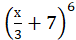 (x/3 + 7)^6